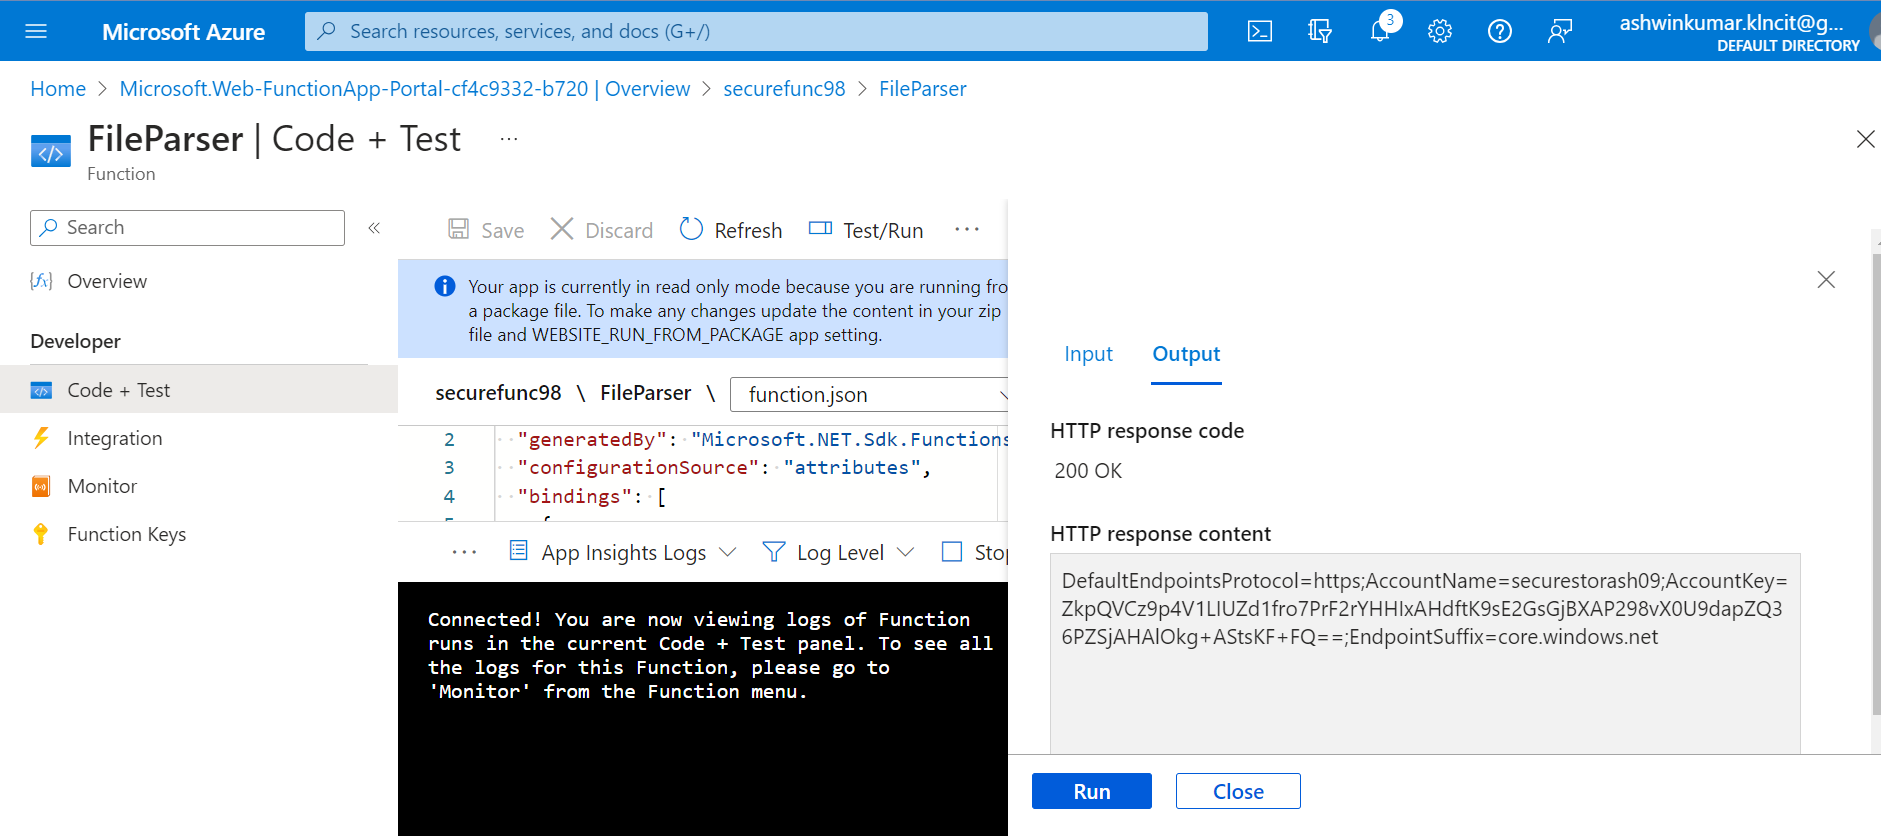 Microsoft Azure
Search resources, services, and docs (G+/)
3
ashwinkumar.klncit@g...
DEFAULT DIRECTORY
Home > Microsoft.Web-FunctionApp-Portal-cf4c9332-b720 | Overview > securefunc98 > FileParser
FileParser | Code + Test ...
Function
Search
«
Overview
Developer
Code + Test
Integration
Monitor
Function Keys
Save Discard Refresh Test/Run ...
Your app is currently in read only mode because you are running fro
a package file. To make any changes update the content in your zip
file and WEBSITE_RUN_FROM_PACKAGE app setting.
securefunc98 \ FileParser \ function.json
2 "generatedBy": "Microsoft.NET.Sdk.Functions
3 "configurationSource": "attributes",
4 "bindings": [
... App Insights Logs Log Level Stop
Connected! You are now viewing logs of Function
runs in the current Code + Test panel. To see all
the logs for this Function, please go to
'Monitor' from the Function menu.
Input Output
HTTP response code
200 OK
HTTP response content
DefaultEndpointsProtocol=https;AccountName=securestorash09;AccountKey=
ZkpQVCz9p4V1LlUZd1fro7PrF2rYHHIxAHdftK9sE2GsGjBXAP298vX0U9dapZQ3
6PZSjAHAlOkg+AStsKF+FQ==;EndpointSuffix=core.windows.net
Run Close